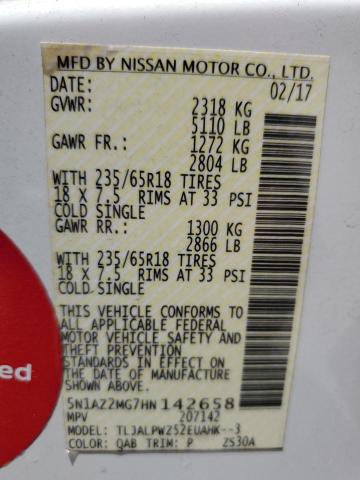 MFD BY NISSAN MOTOR CO., LTD.
DATE: 02/17
GVWR: 2318 KG
5110 LB
GAWR FR.: 1272 KG
2804 LB
WITH 235/65R18 TIRES
18 X 7.5 RIMS AT 33 PSI
COLD SINGLE
GAWR RR.: 1300 KG
2866 LB
WITH 235/65R18 TIRES
18 X 7.5 RIMS AT 33 PSI
COLD SINGLE
THIS VEHICLE CONFORMS TO
ALL APPLICABLE FEDERAL
MOTOR VEHICLE SAFETY AND
THEFT PREVENTION
STANDARDS IN EFFECT ON
THE DATE OF MANUFACTURE
SHOWN ABOVE.
5N1AZ2MG7HN142658
MPV 207142
MODEL: TL3ALPWZ52EUAHK--3
COLOR: QAB TRIM: P 2S30A
ed